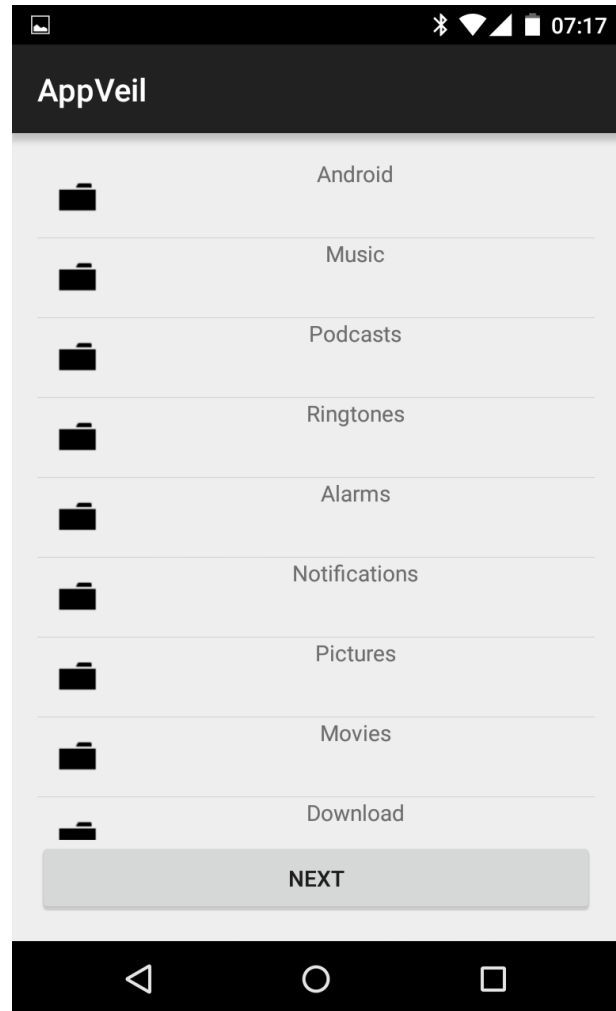 07:17
AppVeil
Android
Music
Podcasts
Ringtones
Alarms
Notifications
Pictures
Movies
Download
NEXT